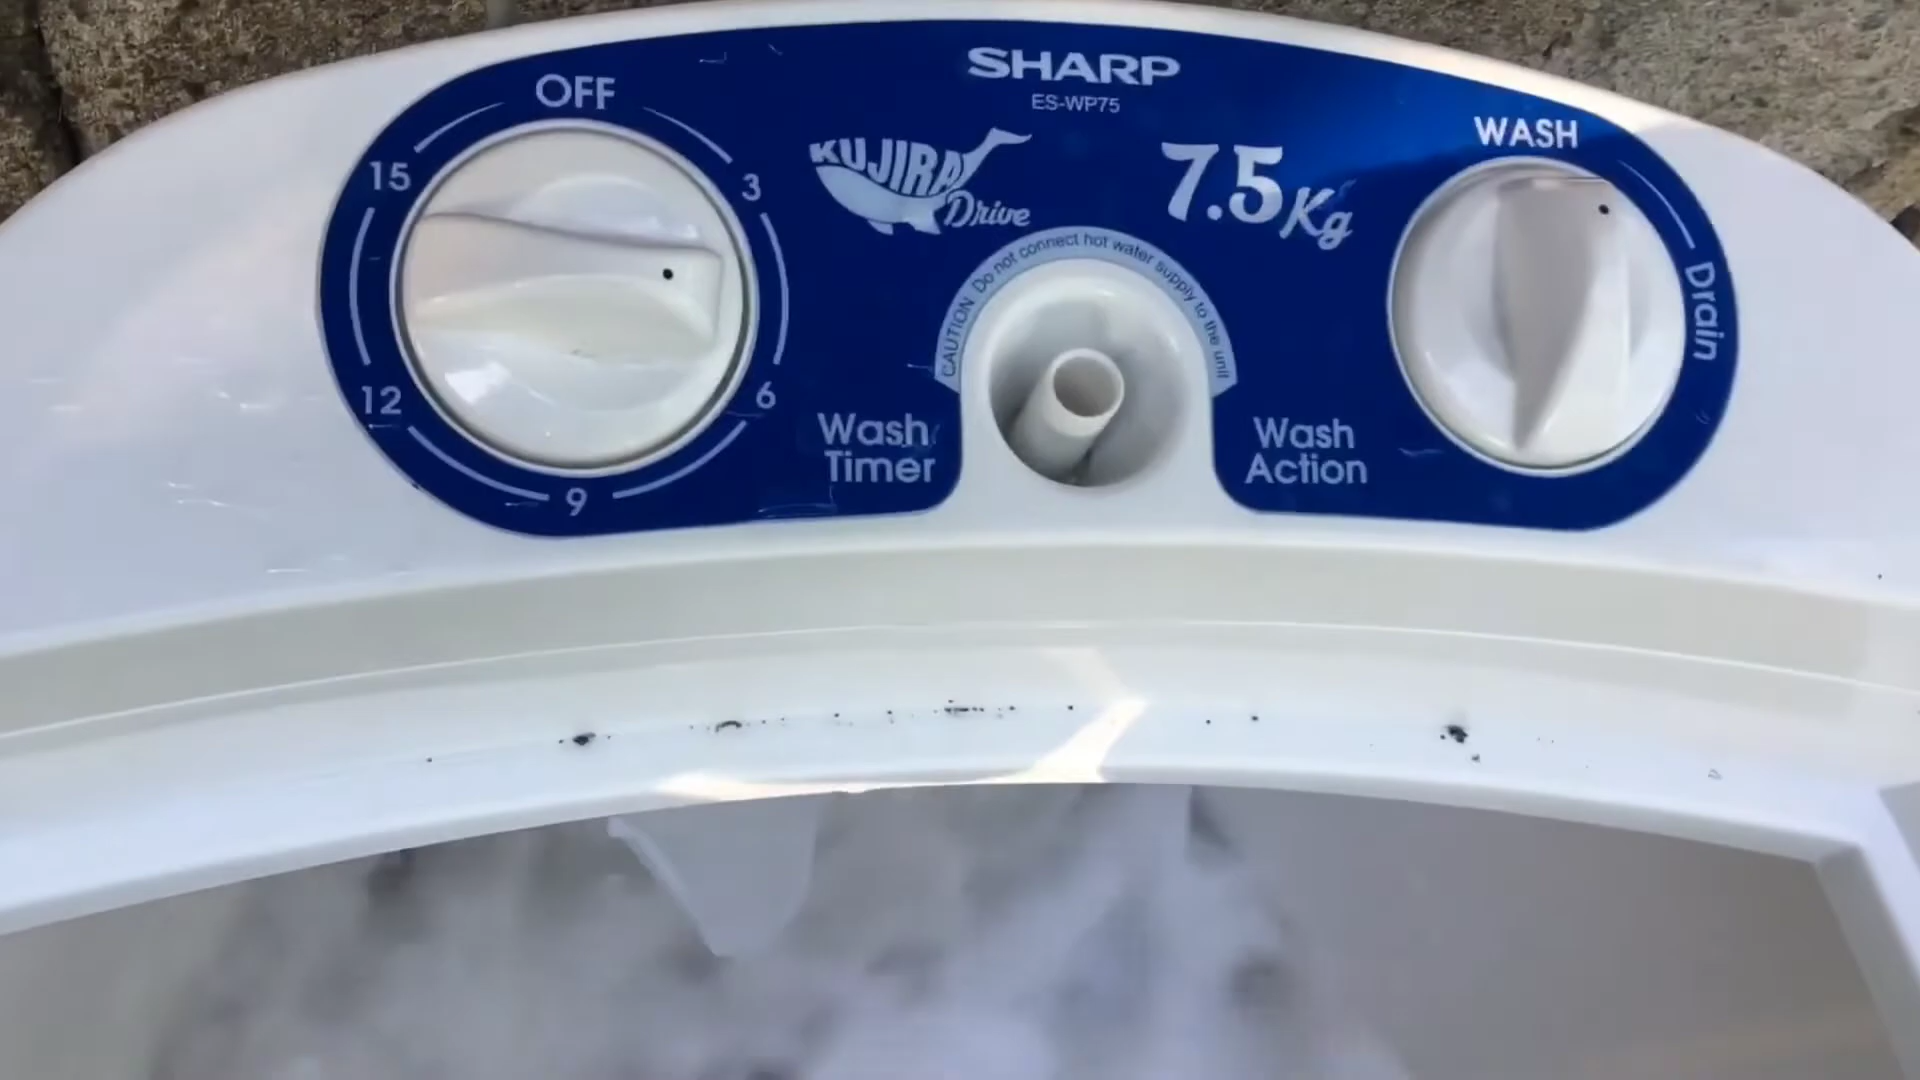 SHARP
ES-WP75
OFF
15
3
12
6
9
KUJIRA
Drive
7.5Kg
WASH
Drain
CAUTION Do not connect hot water supply to the unit
Wash
Timer
Wash
Action